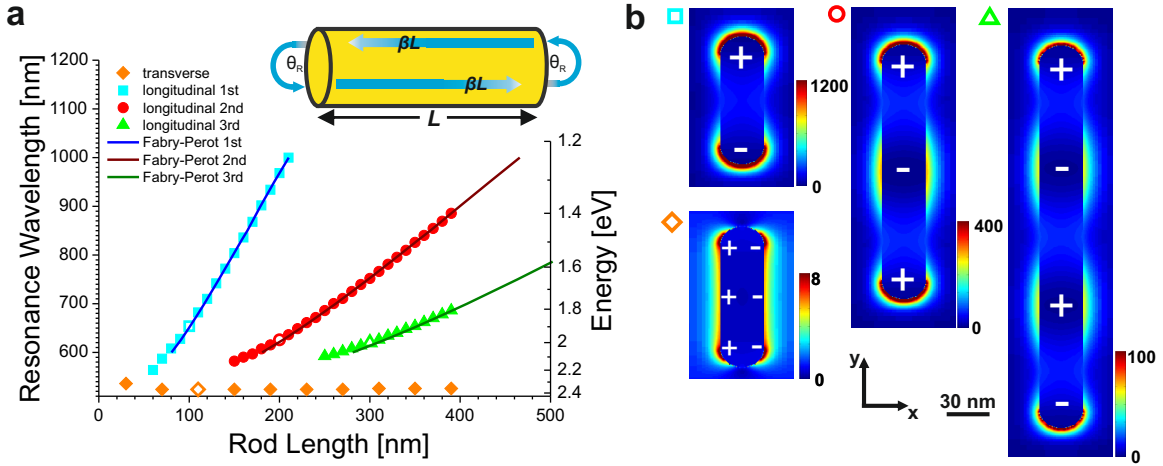 a
b
βL
θR
θR
βL
L
transverse
longitudinal 1st
longitudinal 2nd
longitudinal 3rd
Fabry-Perot 1st
Fabry-Perot 2nd
Fabry-Perot 3rd
Resonance Wavelength [nm]
1200
1100
1000
900
800
700
600
0
100
200
300
400
500
Rod Length [nm]
1.2
1.4
1.6
1.8
2
2.2
2.4
Energy [eV]
+
-
1200
0
+ -
+ -
+ -
8
0
+
-
+
400
0
+
-
+
-
100
0
y
x
30 nm